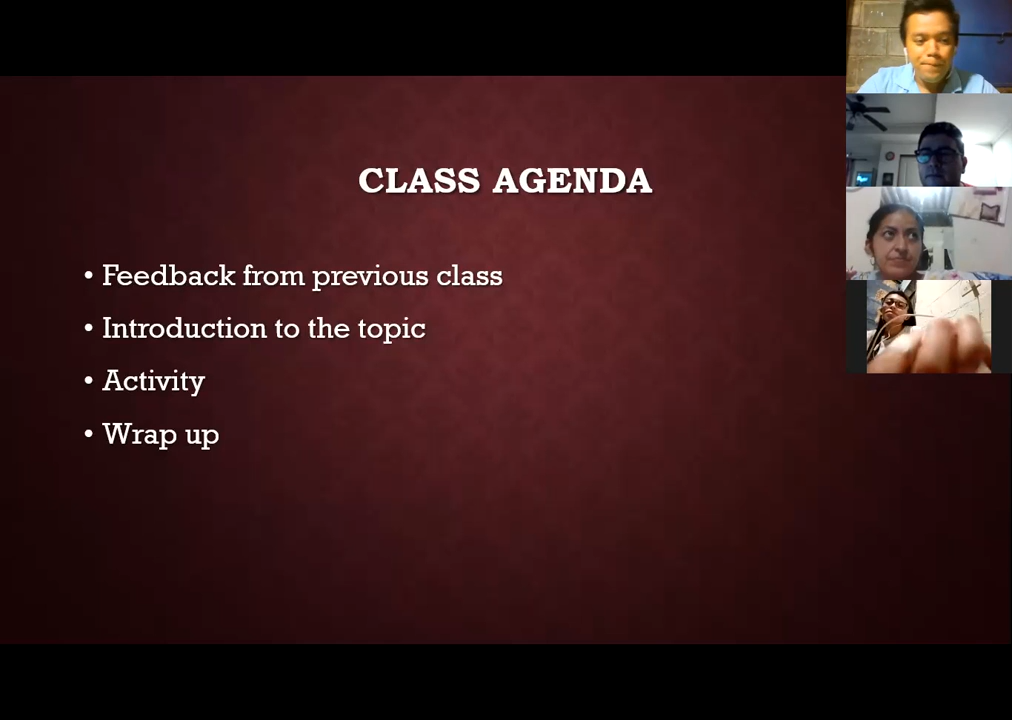 CLASS AGENDA
• Feedback from previous class
• Introduction to the topic
• Activity
• Wrap up